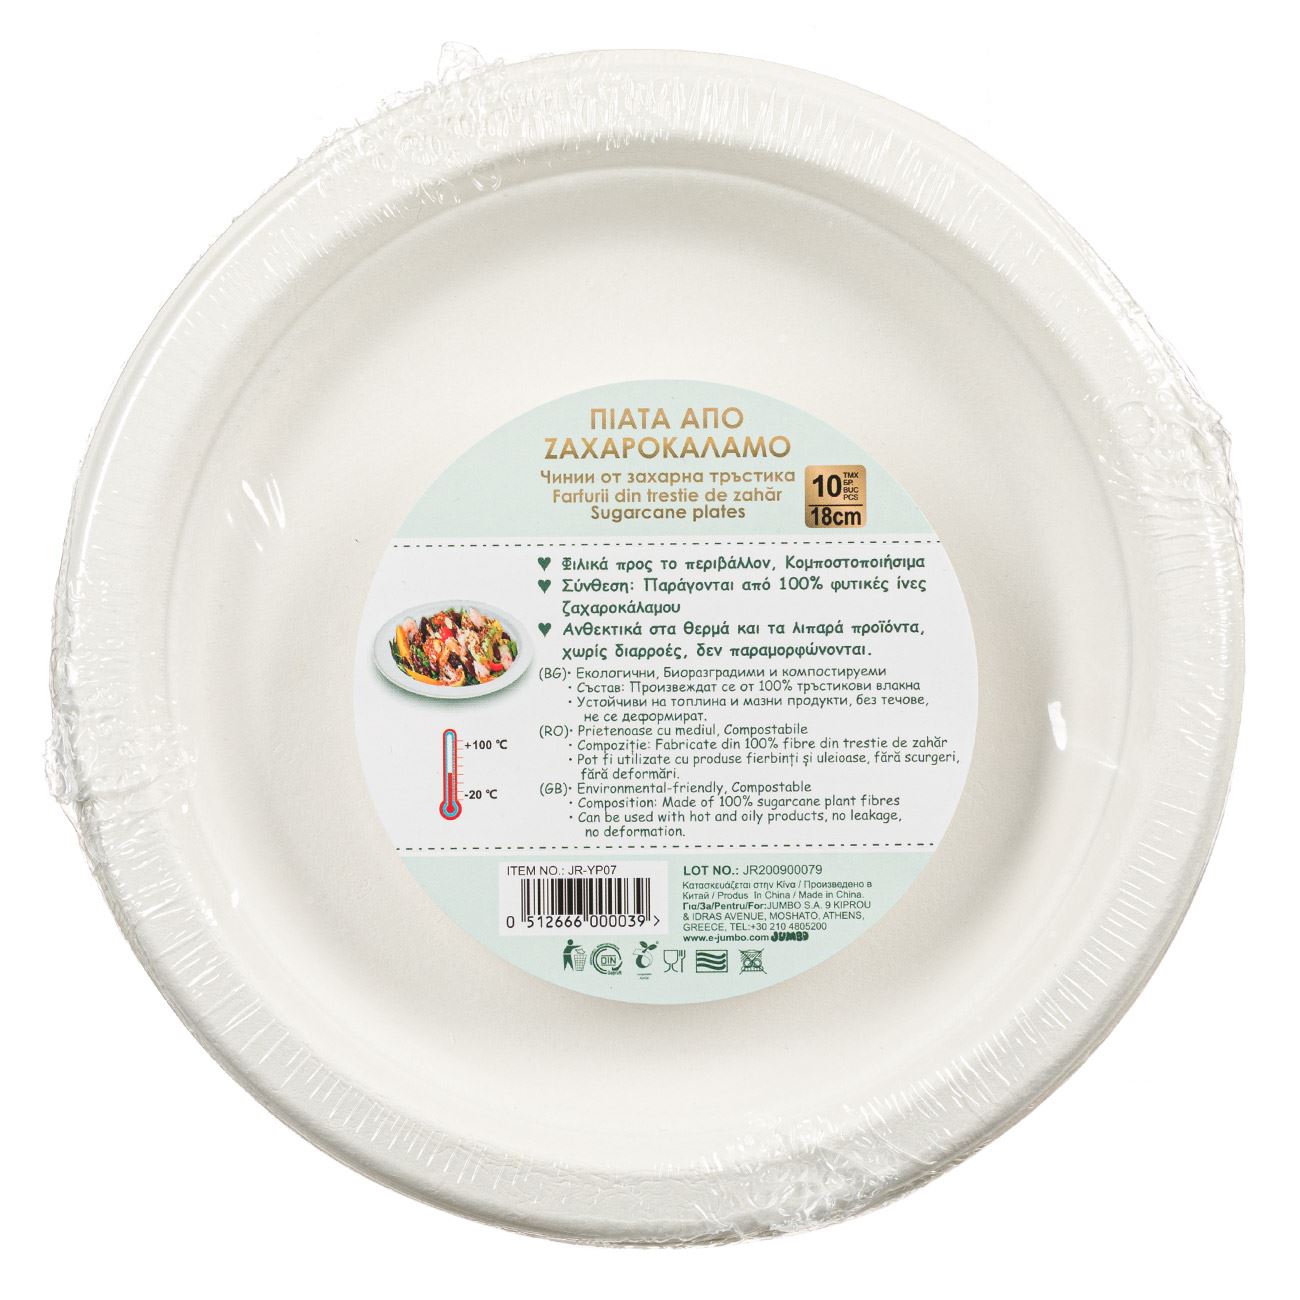 ΠΙΑΤΑ ΑΠΟ
ΖΑΧΑΡΟΚΑΛΑΜΟ
Чинии от захарна тръстика
Farfurii din trestie de zahăr
Sugarcane plates
10 ΤΜΧ БР. BUC PCS
18cm
♥ Φιλικά προς το περιβάλλον, Κομποστοποιήσιμα
♥ Σύνθεση: Παράγονται από 100% φυτικές ίνες
ζαχαροκάλαμου
♥ Ανθεκτικά στα θερμά και τα λιπαρά προϊόντα,
χωρίς διαρροές, δεν παραμορφώνονται.
(BG)• Екологични, Биоразградими и компостируеми
• Състав: Произвеждат се от 100% тръстикови влакна
• Устойчиви на топлина и мазни продукти, без течове,
не се деформират.
(RO)• Prietenoase cu mediul, Compostabile
• Compoziție: Fabricate din 100% fibre din trestie de zahăr
• Pot fi utilizate cu produse fierbinți și uleioase, fără scurgeri,
fără deformări.
(GB)• Environmental-friendly, Compostable
• Composition: Made of 100% sugarcane plant fibres
• Can be used with hot and oily products, no leakage,
no deformation.
+100 ℃
-20 ℃
ITEM NO.: JR-YP07
0 512666 000039 >
LOT NO.: JR200900079
Κατασκευάζεται στην Κίνα / Произведено в
Китай / Produs în China / Made in China.
Για/За/Pentru/For:JUMBO S.A. 9 KIPROU
& IDRAS AVENUE, MOSHATO, ATHENS,
GREECE, TEL:+30 210 4805200
www.e-jumbo.com JUMBO
DIN